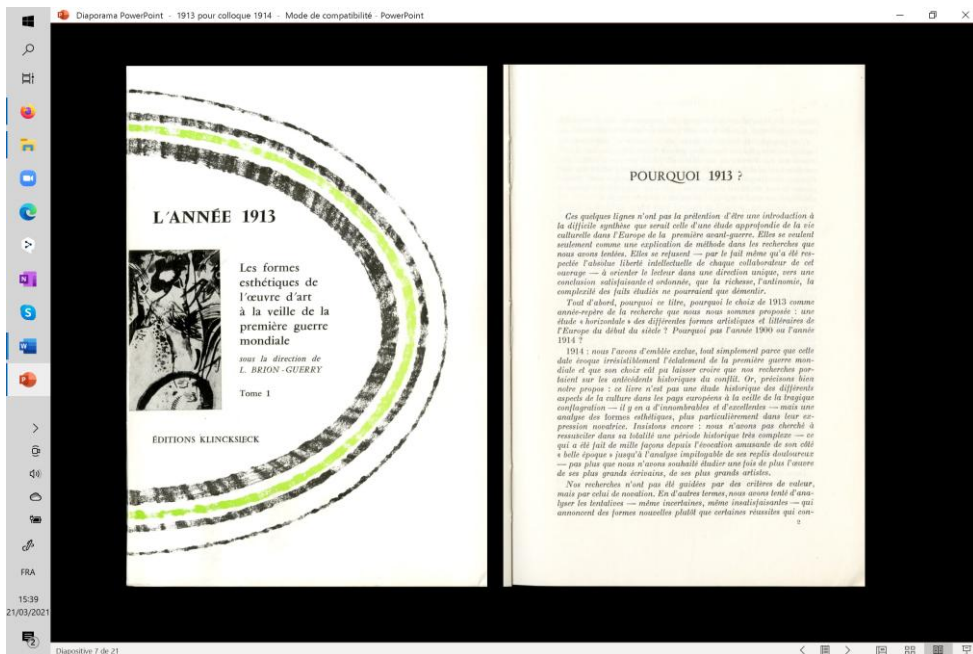 Diaporama PowerPoint - 1913 pour colloque 1914 - Mode de compatibilité - PowerPoint
L'ANNÉE 1913
Les formes
esthétiques de
l'œuvre d'art
à la veille de la
première guerre
mondiale
sous la direction de
L. BRION-GUERRY
Tome 1
ÉDITIONS KLINCKSIECK
POURQUOI 1913 ?
Ces quelques lignes n'ont pas la prétention d'être une introduction à
la difficile synthèse que serait celle d'une étude approfondie de la vie
culturelle dans l'Europe de la première avant-guerre. Elles se veulent
seulement comme une explication de méthode dans les recherches que
nous avons tentées. Elles se refusent — par le fait même qu'a été res-
pectée l'absolue liberté intellectuelle de chaque collaborateur de cet
ouvrage — à orienter le lecteur dans une direction unique, vers une
conclusion satisfaisante et ordonnée, que la richesse, l'antinomie, la
complexité des faits étudiés ne pourraient que démentir.
Tout d'abord, pourquoi ce titre, pourquoi le choix de 1913 comme
année-repère de la recherche que nous nous sommes proposée : une
étude « horizontale » des différentes formes artistiques et littéraires de
l'Europe du début du siècle ? Pourquoi pas l'année 1900 ou l'année
1914 ?
1914 : nous l'avons d'emblée exclue, tout simplement parce que cette
date évoque irrésistiblement l'éclatement de la première guerre mon-
diale et que son choix eût pu laisser croire que nos recherches por-
taient sur les antécédents historiques du conflit. Or, précisons bien
notre propos : ce livre n'est pas une étude historique des différents
aspects de la culture dans les pays européens à la veille de la tragique
conflagration — il y en a d'innombrables et d'excellentes — mais une
analyse des formes esthétiques, plus particulièrement dans leur ex-
pression novatrice. Insistons encore : nous n'avons pas cherché à
ressusciter dans sa totalité une période historique très complexe — ce
qui a été fait de mille façons depuis l'évocation amusante de son côté
« belle époque » jusqu'à l'analyse impitoyable de ses replis douloureux
— pas plus que nous n'avons souhaité étudier une fois de plus l'œuvre
de ses plus grands écrivains, de ses plus grands artistes.
Nos recherches n'ont pas été guidées par des critères de valeur,
mais par celui de novation. En d'autres termes, nous avons tenté d'ana-
lyser les tentatives — même incertaines, même insatisfaisantes — qui
annoncent des formes nouvelles plutôt que certaines réussites qui con-
2
FRA
15:39
21/03/2021
2
Diapositive 7 de 21